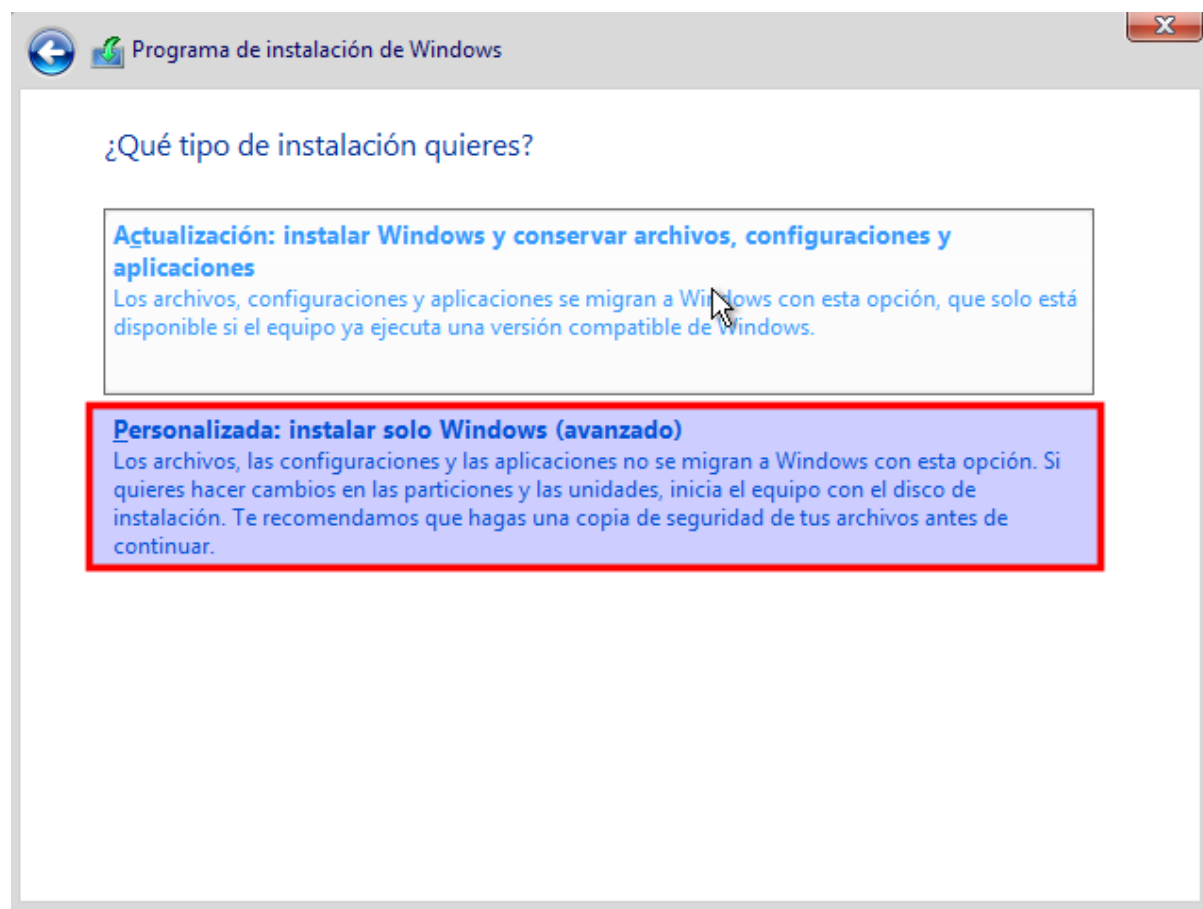 Programa de instalación de Windows
¿Qué tipo de instalación quieres?
Actualización: instalar Windows y conservar archivos, configuraciones y
aplicaciones
Los archivos, configuraciones y aplicaciones se migran a Windows con esta opción, que solo está
disponible si el equipo ya ejecuta una versión compatible de Windows.
Personalizada: instalar solo Windows (avanzado)
Los archivos, las configuraciones y las aplicaciones no se migran a Windows con esta opción. Si
quieres hacer cambios en las particiones y las unidades, inicia el equipo con el disco de
instalación. Te recomendamos que hagas una copia de seguridad de tus archivos antes de
continuar.